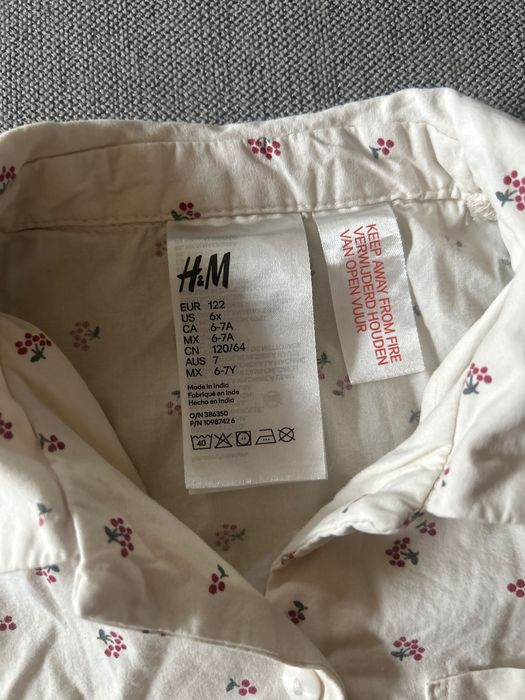 H&M
EUR 122
US 6x
CA 6-7A
MX 6-7A
CN 120/64
AUS 7
MX 6-7Y
Made in India
Fabriqué en Inde
Hecho en India
O/N 386350
P/N 1098742 6
40
KEEP AWAY FROM FIRE
VERWIJDERD HOUDEN
VAN OPEN VUUR